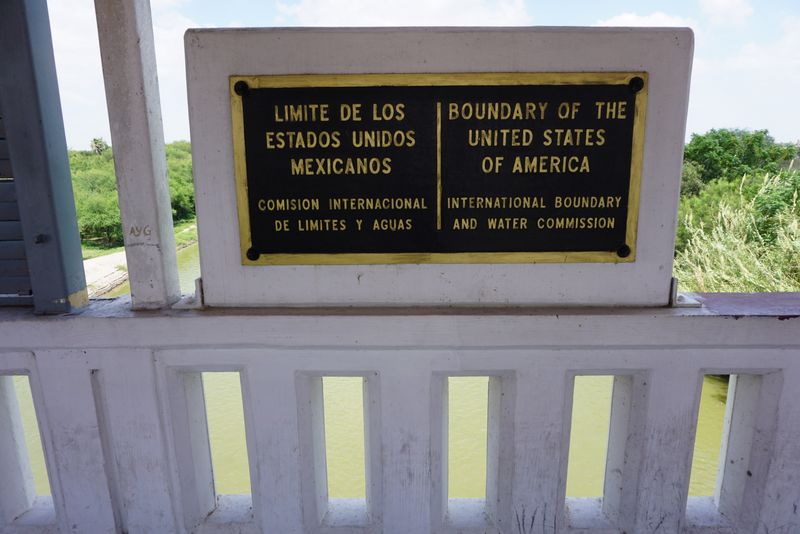 LIMITE DE LOS
ESTADOS UNIDOS
MEXICANOS
COMISION INTERNACIONAL
DE LIMITES Y AGUAS
BOUNDARY OF THE
UNITED STATES
OF AMERICA
INTERNATIONAL BOUNDARY
AND WATER COMMISSION
AYG